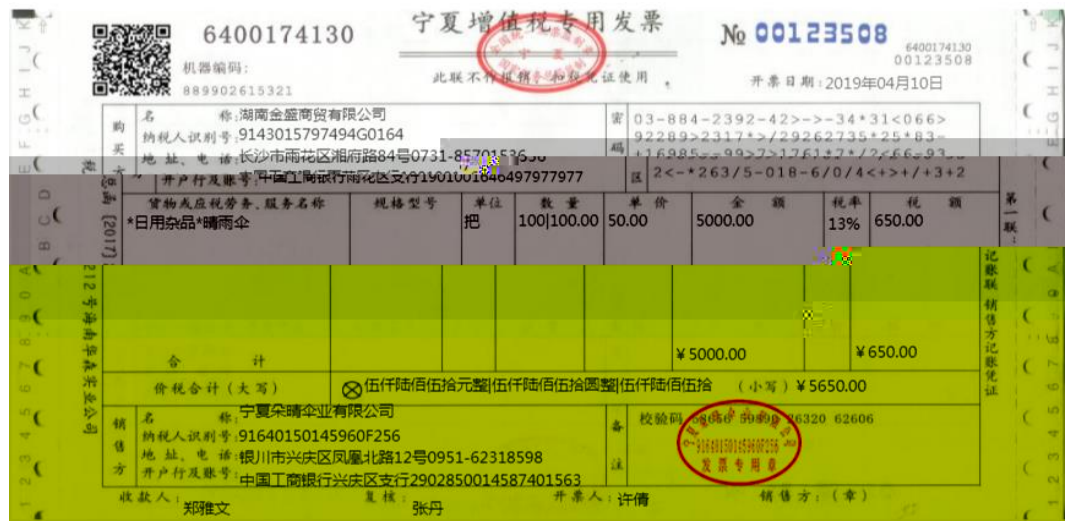 6400174130
宁夏增值税专用发票
№ 00123508
6400174130
00123508
机器编码:
889902615321
此联不作报销、扣税凭证使用
开票日期:2019年04月10日
购买方
名 称:湖南金盛商贸有限公司
纳税人识别号:9143015797494G0164
地 址、电 话:长沙市雨花区湘府路84号0731-85701536
开户行及账号:中国工商银行雨花区支行1901001646497977977
密码区
03-884-2392-42>->-34*31<066>
92289>2317*>/29262735*25*83-
2<-*263/5-018-6/0/4<+>+/+3+2
货物或应税劳务、服务名称 规格型号 单位 数量 单价 金额 税率 税额
*日用杂品*晴雨伞 把 100|100.00 50.00 5000.00 13% 650.00
合 计 ¥5000.00 ¥650.00
价税合计(大写) 伍仟陆佰伍拾元整|伍仟陆佰伍拾圆整|伍仟陆佰伍拾 (小写)¥5650.00
销售方
名 称:宁夏朵晴伞业有限公司
纳税人识别号:91640150145960F256
地 址、电 话:银川市兴庆区凤凰北路12号0951-62318598
开户行及账号:中国工商银行兴庆区支行29028500145587401563
备注
校验码 62606
91640150145960F256
发票专用章
收款人:郑雅文 复核:张丹 开票人:许倩 销售方:(章)
第一联:记账联 销售方记账凭证
[2017] 212号海南华森实业公司